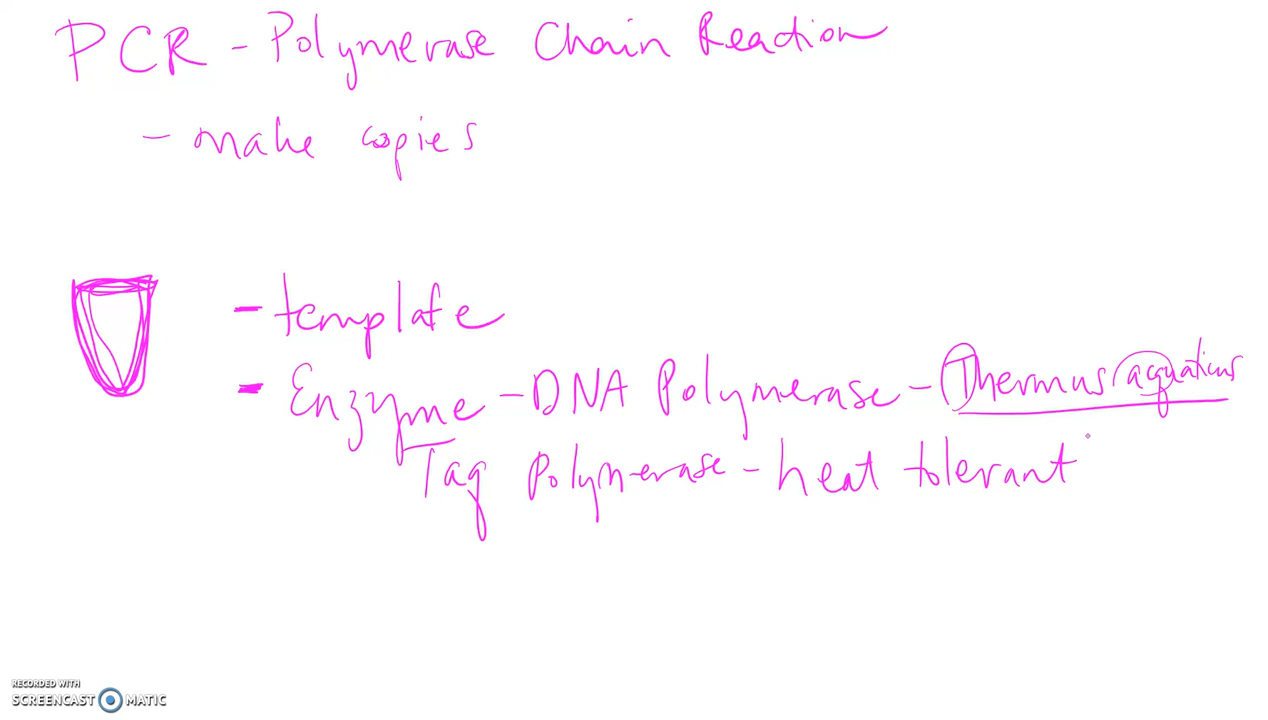 PCR - Polymerase Chain Reaction
- make copies
- template
- Enzyme - DNA Polymerase - Thermus acquaticus
Taq Polymerase - heat tolerant
RECORDED WITH
SCREENCAST MATIC